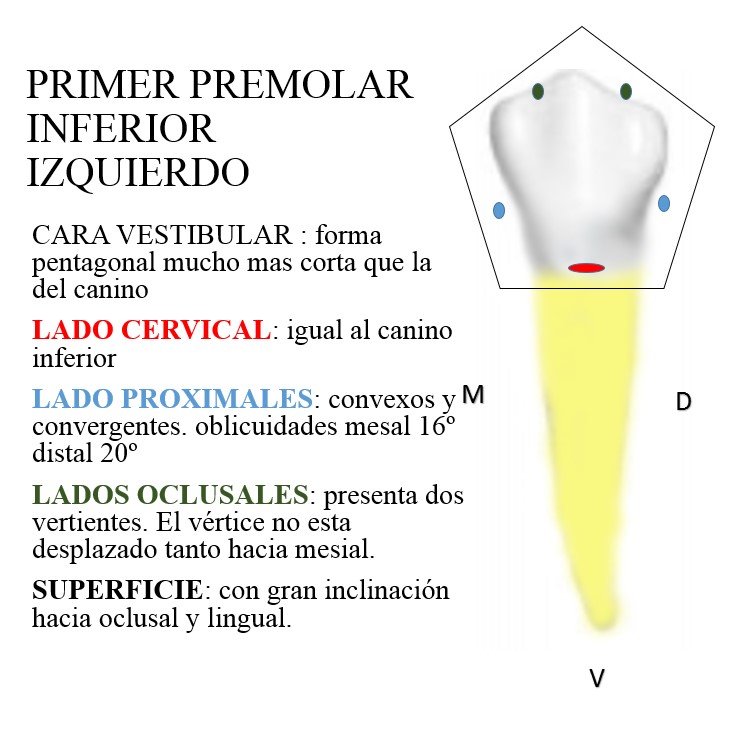 PRIMER PREMOLAR
INFERIOR
IZQUIERDO
CARA VESTIBULAR : forma
pentagonal mucho mas corta que la
del canino
LADO CERVICAL: igual al canino
inferior
LADO PROXIMALES: convexos y
convergentes. oblicuidades mesal 16º
distal 20º
LADOS OCLUSALES: presenta dos
vertientes. El vértice no esta
desplazado tanto hacia mesial.
SUPERFICIE: con gran inclinación
hacia oclusal y lingual.
M
D
V